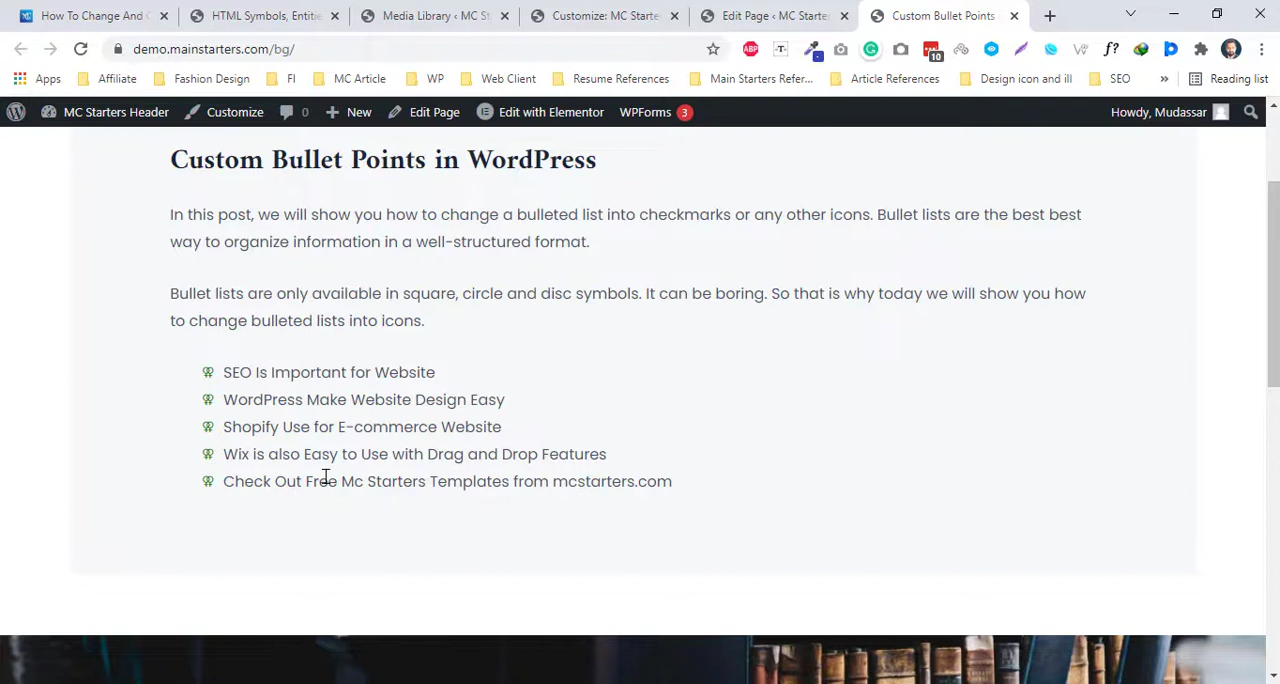 How To Change And C
HTML Symbols, Entitie
Media Library ‹ MC St
Customize: MC Starte
Edit Page ‹ MC Starte
Custom Bullet Points
demo.mainstarters.com/bg/
ABP
T
10
f?
Apps
Affiliate
Fashion Design
FI
MC Article
WP
Web Client
Resume References
Main Starters Refer...
Article References
Design icon and ill
SEO
»
Reading list
MC Starters Header
Customize
0
New
Edit Page
Edit with Elementor
WPForms 3
Howdy, Mudassar
Custom Bullet Points in WordPress
In this post, we will show you how to change a bulleted list into checkmarks or any other icons. Bullet lists are the best best
way to organize information in a well-structured format.
Bullet lists are only available in square, circle and disc symbols. It can be boring. So that is why today we will show you how
to change bulleted lists into icons.
SEO Is Important for Website
WordPress Make Website Design Easy
Shopify Use for E-commerce Website
Wix is also Easy to Use with Drag and Drop Features
Check Out Free Mc Starters Templates from mcstarters.com